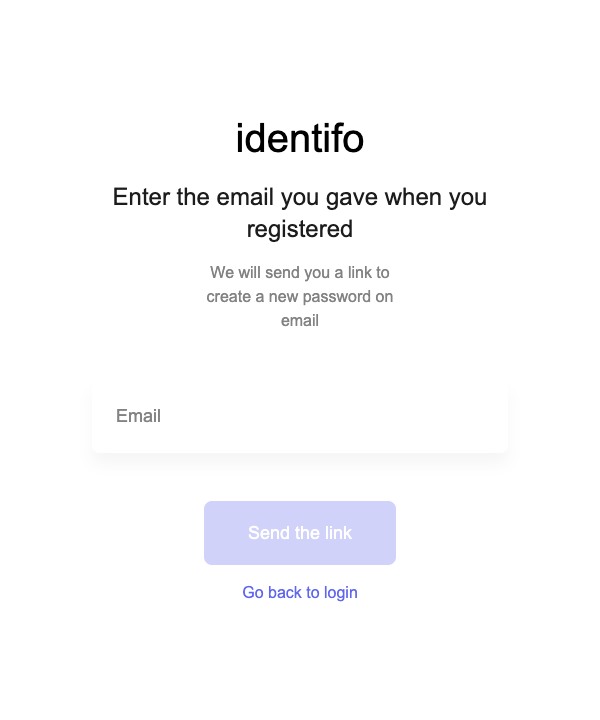 identifo
Enter the email you gave when you
registered
We will send you a link to
create a new password on
email
Email
Send the link
Go back to login